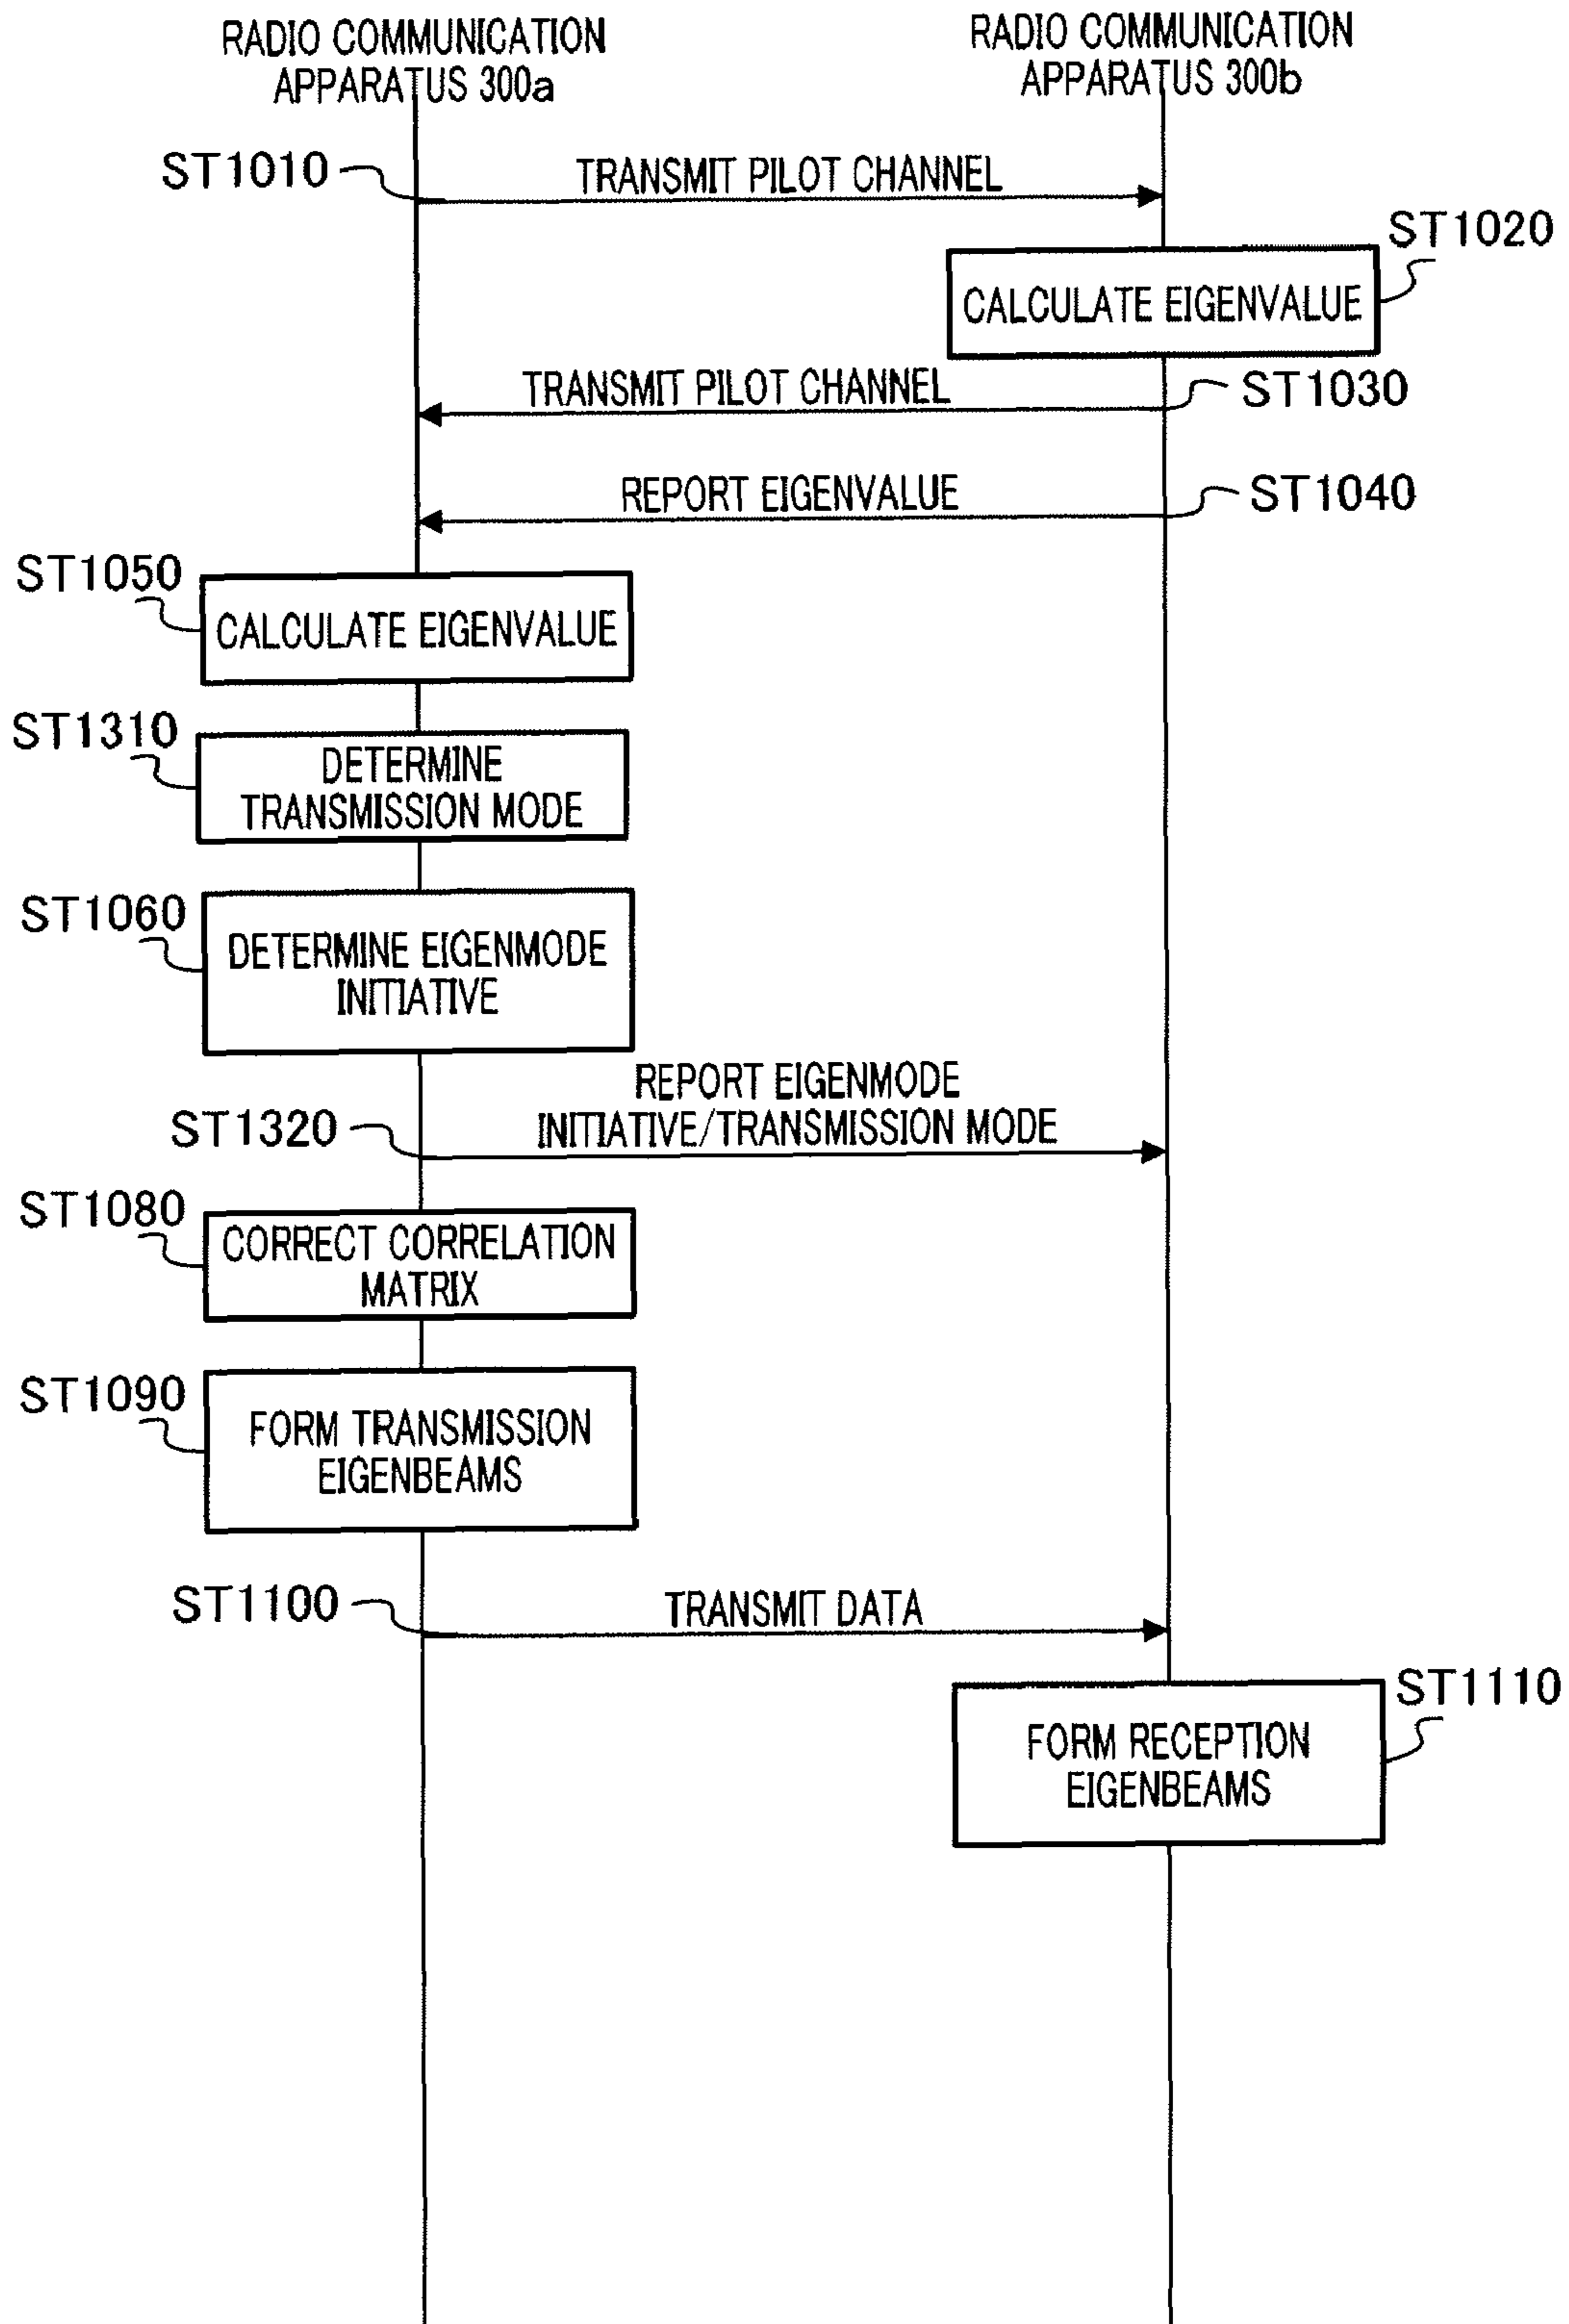 RADIO COMMUNICATION
APPARATUS 300a
RADIO COMMUNICATION
APPARATUS 300b
ST1010
TRANSMIT PILOT CHANNEL
ST1020
CALCULATE EIGENVALUE
TRANSMIT PILOT CHANNEL
ST1030
REPORT EIGENVALUE
ST1040
ST1050
CALCULATE EIGENVALUE
ST1310
DETERMINE
TRANSMISSION MODE
ST1060
DETERMINE EIGENMODE
INITIATIVE
REPORT EIGENMODE
INITIATIVE/TRANSMISSION MODE
ST1320
ST1080
CORRECT CORRELATION
MATRIX
ST1090
FORM TRANSMISSION
EIGENBEAMS
ST1100
TRANSMIT DATA
ST1110
FORM RECEPTION
EIGENBEAMS